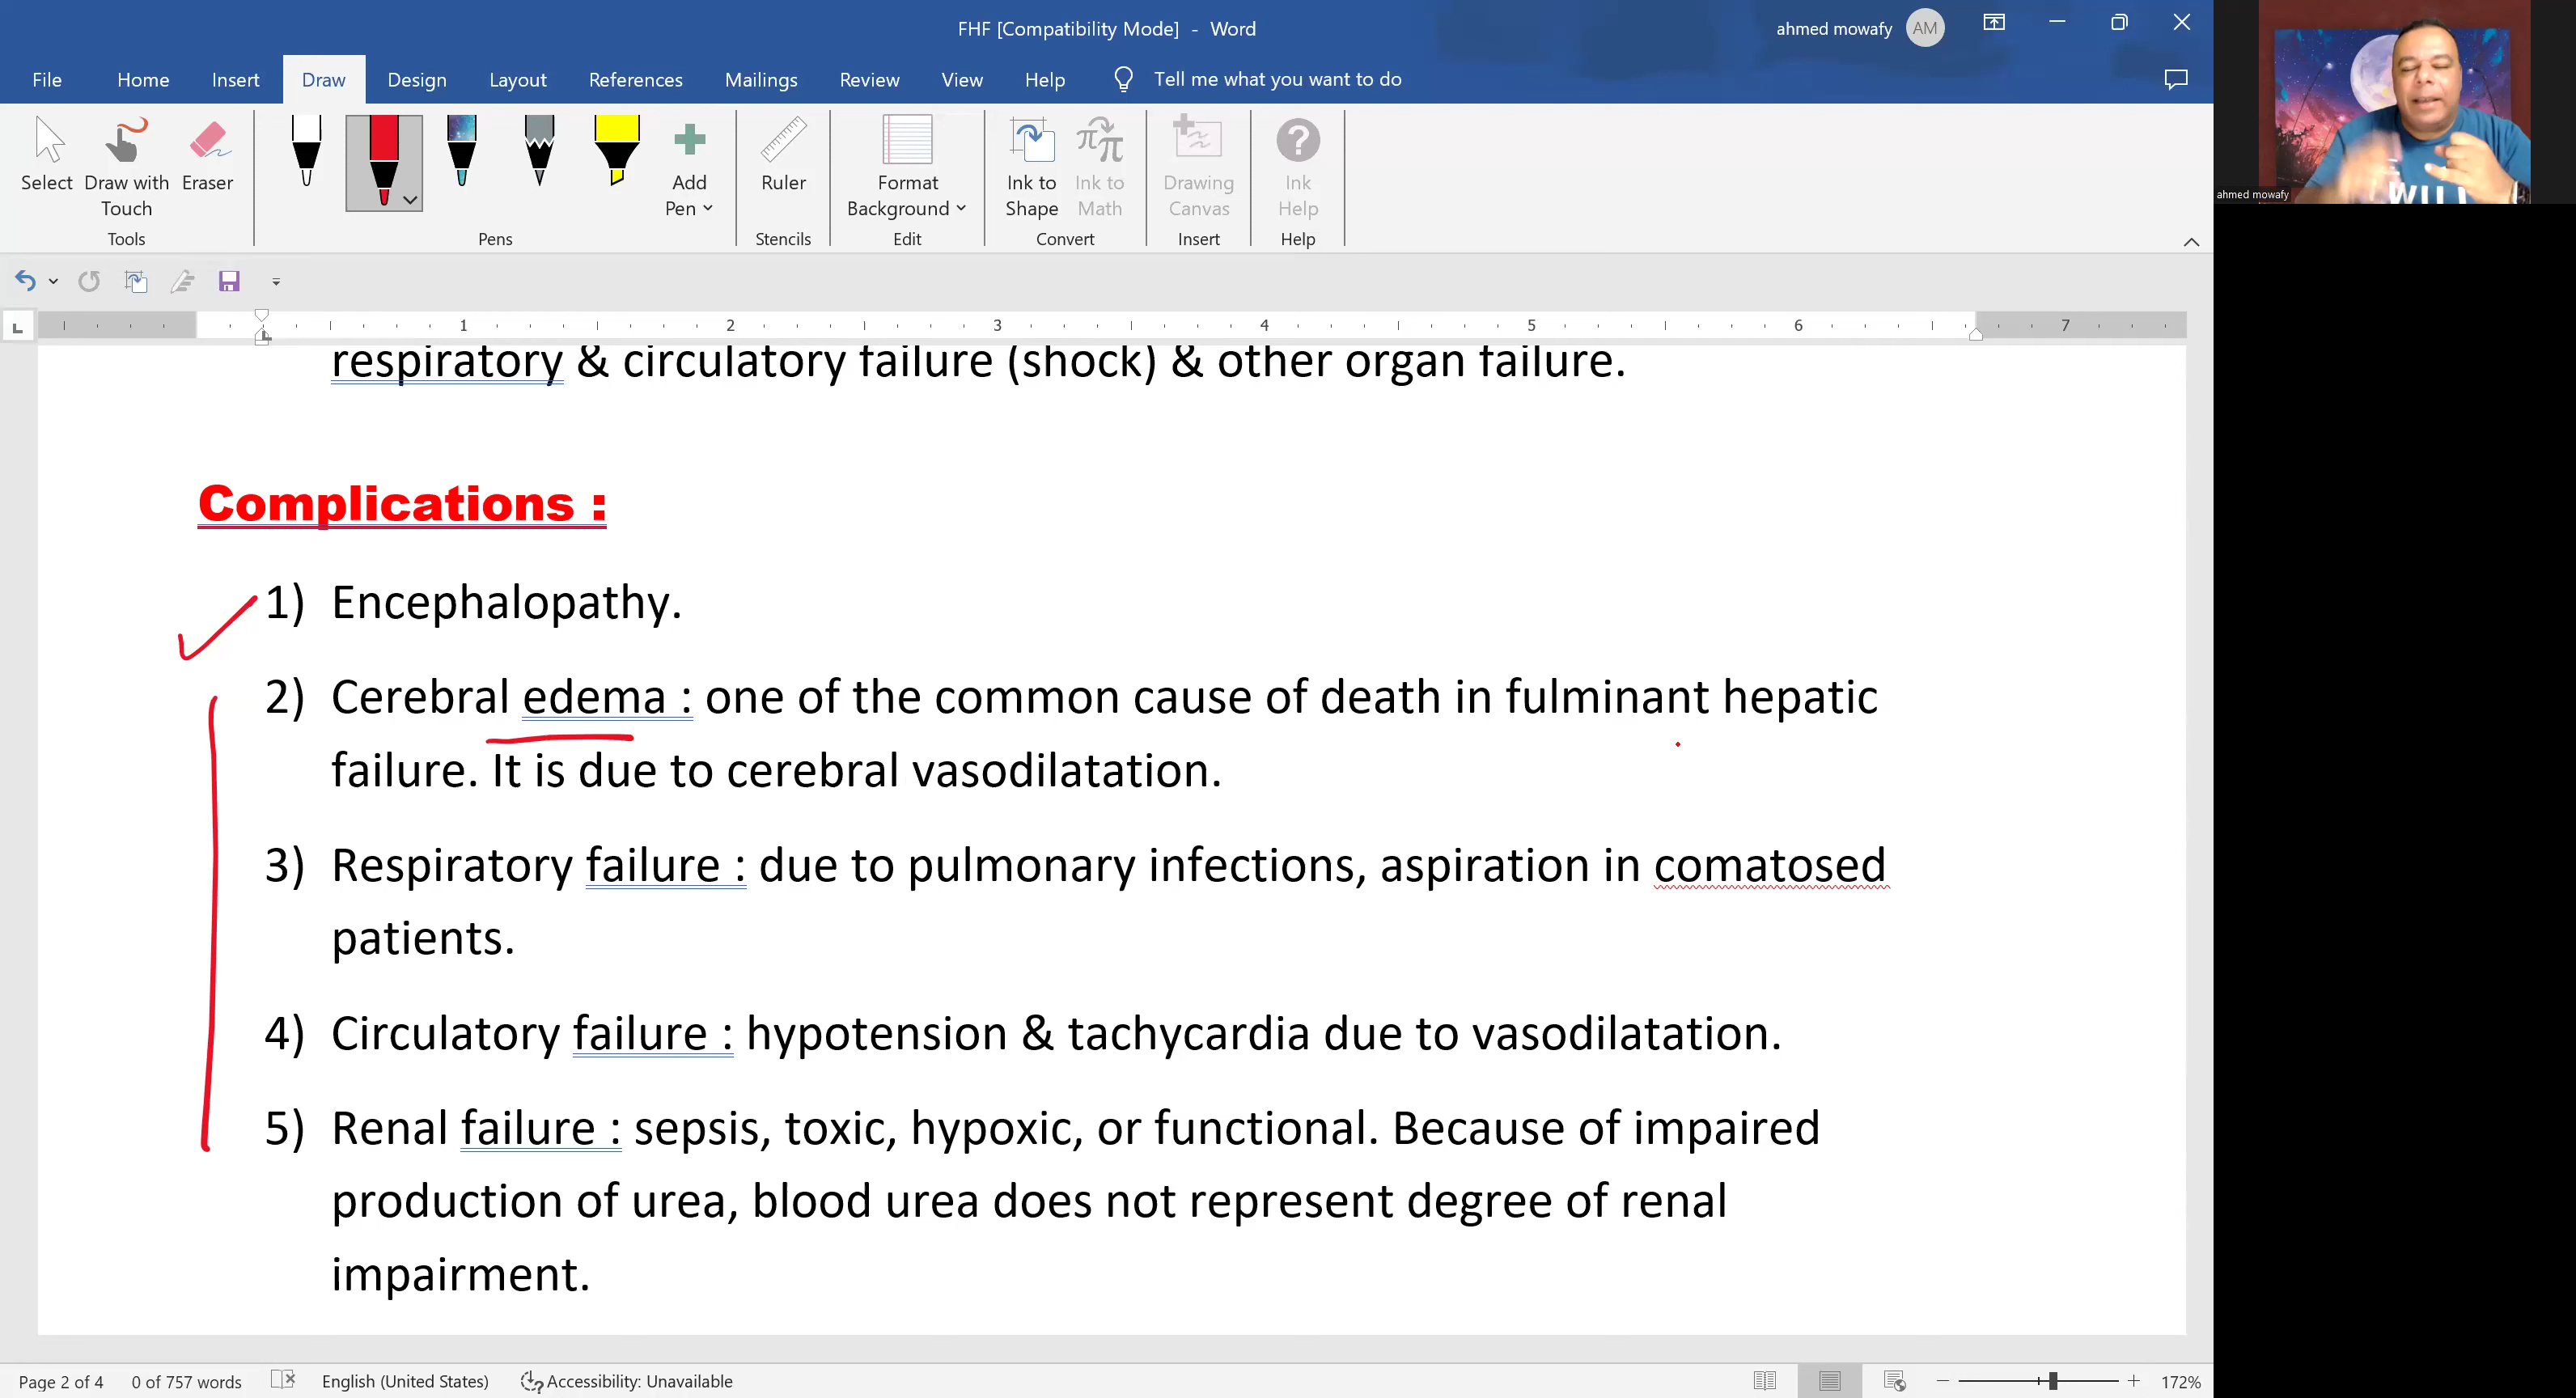 FHF [Compatibility Mode] - Word
ahmed mowafy AM
File Home Insert Draw Design Layout References Mailings Review View Help Tell me what you want to do
Select Draw with Touch Eraser
Add Pen
Ruler
Format Background
Ink to Shape
Ink to Math
Drawing Canvas
Ink Help
Tools Pens Stencils Edit Convert Insert Help
ahmed mowafy
1 2 3 4 5 6 7
respiratory & circulatory failure (shock) & other organ failure.
Complications :
1) Encephalopathy.
2) Cerebral edema : one of the common cause of death in fulminant hepatic
failure. It is due to cerebral vasodilatation.
3) Respiratory failure : due to pulmonary infections, aspiration in comatosed
patients.
4) Circulatory failure : hypotension & tachycardia due to vasodilatation.
5) Renal failure : sepsis, toxic, hypoxic, or functional. Because of impaired
production of urea, blood urea does not represent degree of renal
impairment.
Page 2 of 4 0 of 757 words English (United States) Accessibility: Unavailable 172%